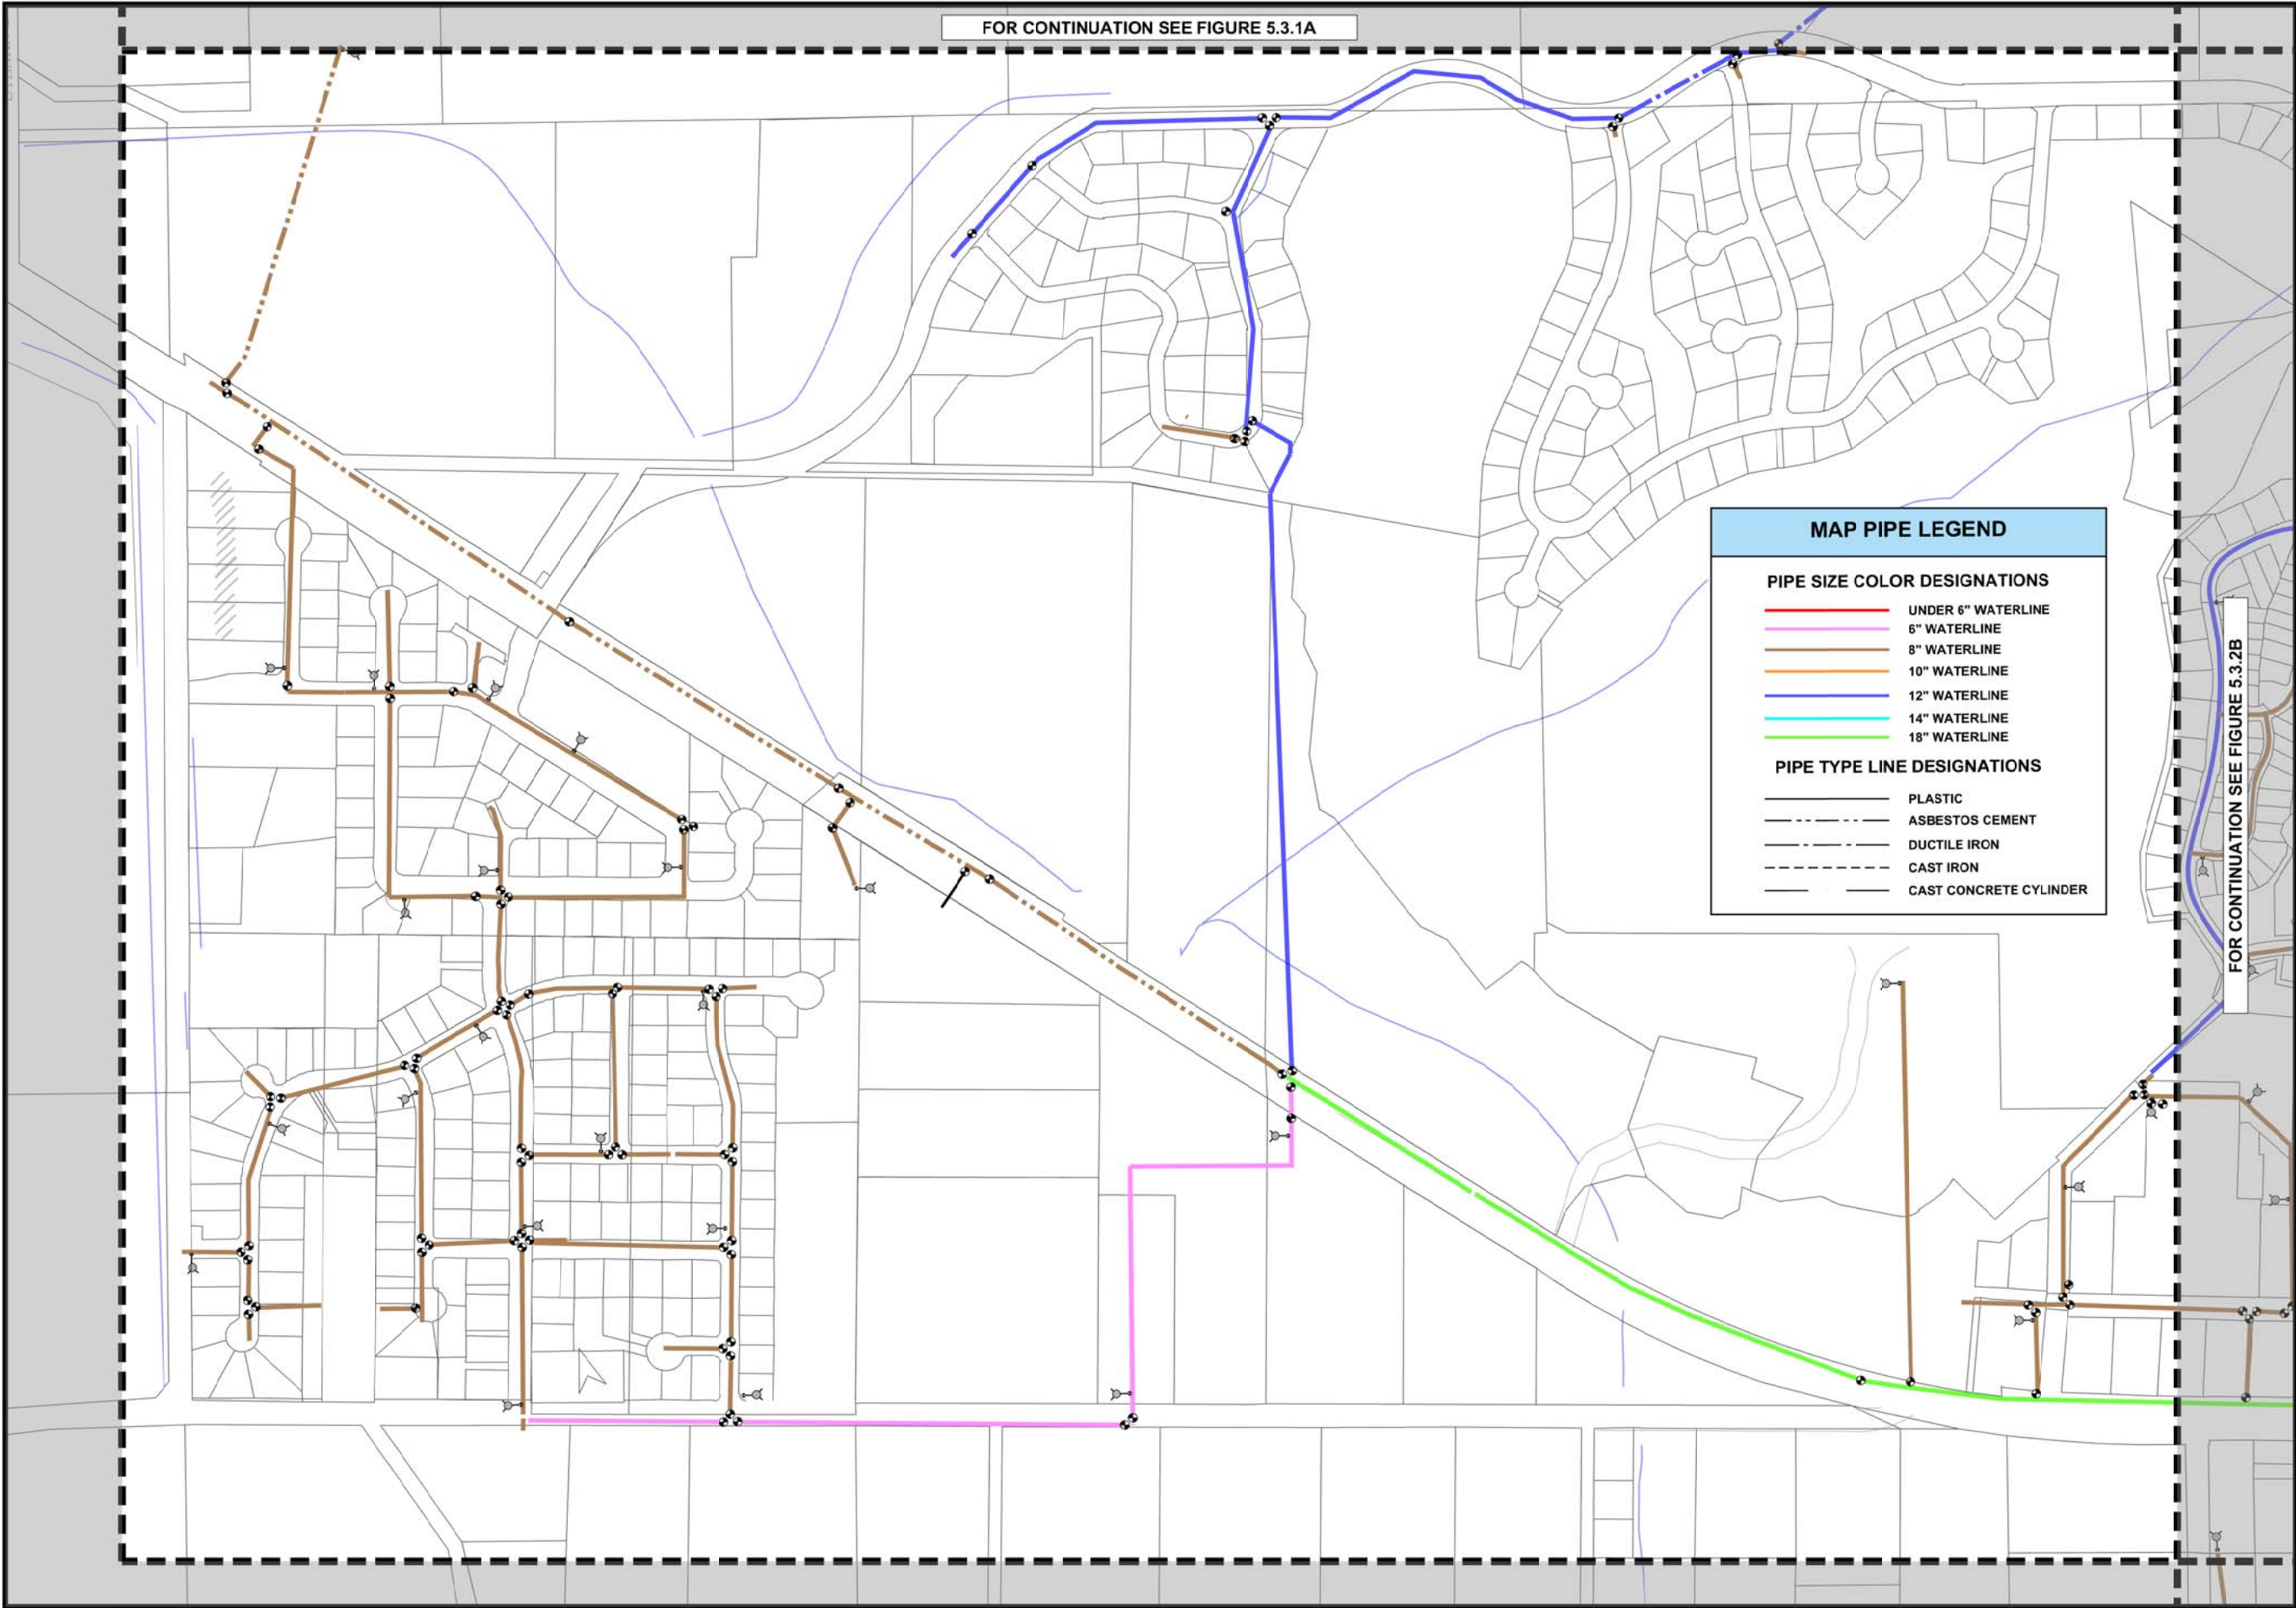 FOR CONTINUATION SEE FIGURE 5.3.1A
MAP PIPE LEGEND
PIPE SIZE COLOR DESIGNATIONS
UNDER 6" WATERLINE
6" WATERLINE
8" WATERLINE
10" WATERLINE
12" WATERLINE
14" WATERLINE
18" WATERLINE
PIPE TYPE LINE DESIGNATIONS
PLASTIC
ASBESTOS CEMENT
DUCTILE IRON
CAST IRON
CAST CONCRETE CYLINDER
FOR CONTINUATION SEE FIGURE 5.3.2B